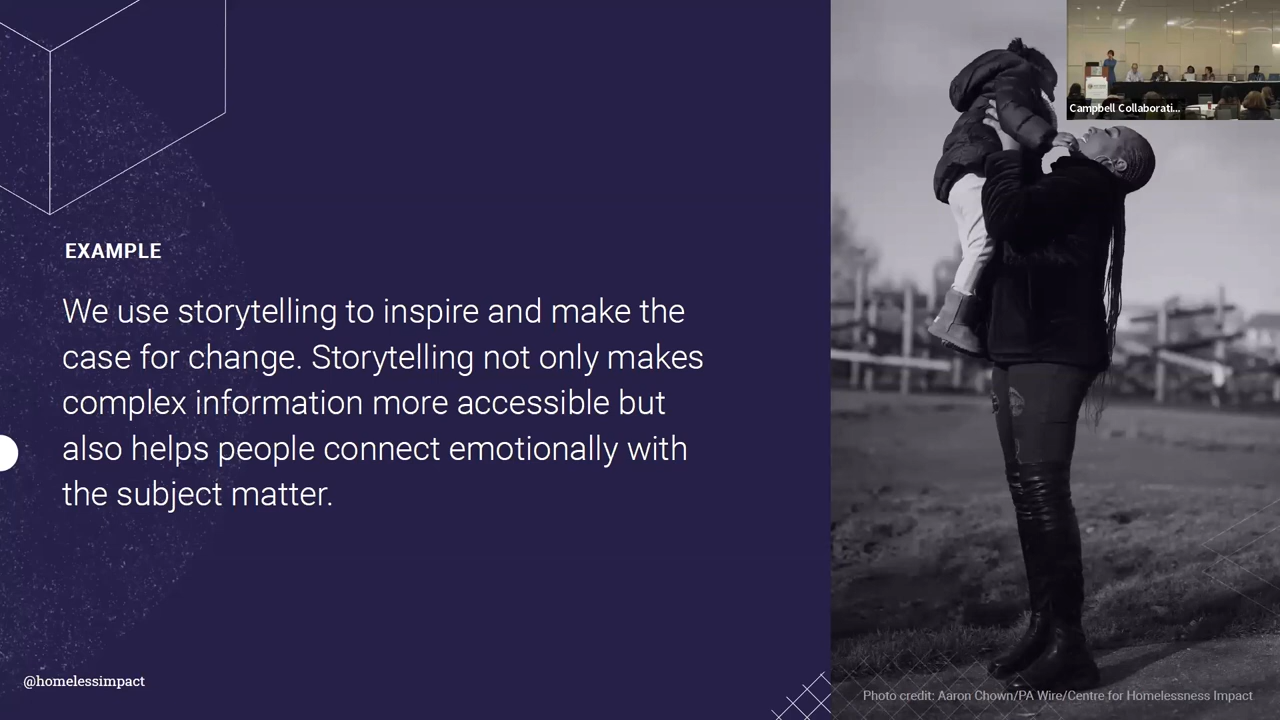 Campbell Collaborati...
EXAMPLE
We use storytelling to inspire and make the
case for change. Storytelling not only makes
complex information more accessible but
also helps people connect emotionally with
the subject matter.
@homelessimpact
Photo credit: Aaron Chown/PA Wire/Centre for Homelessness Impact